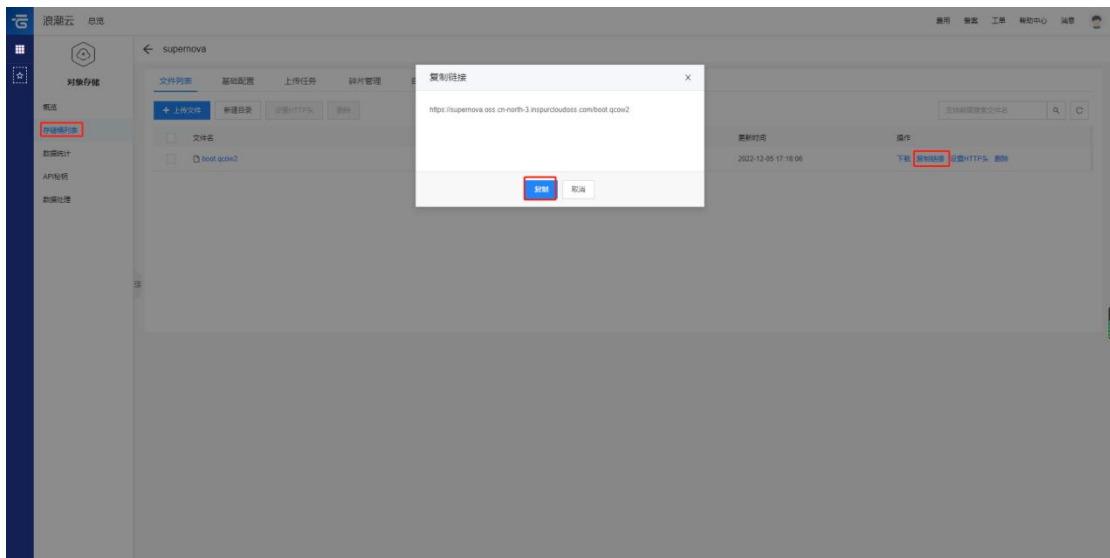 浪潮云 总览 费用 备案 工单 帮助中心 消息
对象存储
概览
存储桶列表
数据统计
API密钥
数据处理
← supernova
文件列表 基础配置 上传任务 碎片管理
+ 上传文件 新建目录 设置HTTP头 删除
文件名 更新时间 操作
boot.qcow2 2022-12-05 17:18:06 下载 复制链接 设置HTTP头 删除
复制链接
https://supernova.oss.cn-north-3.inspurcloudoss.com/boot.qcow2
复制 取消